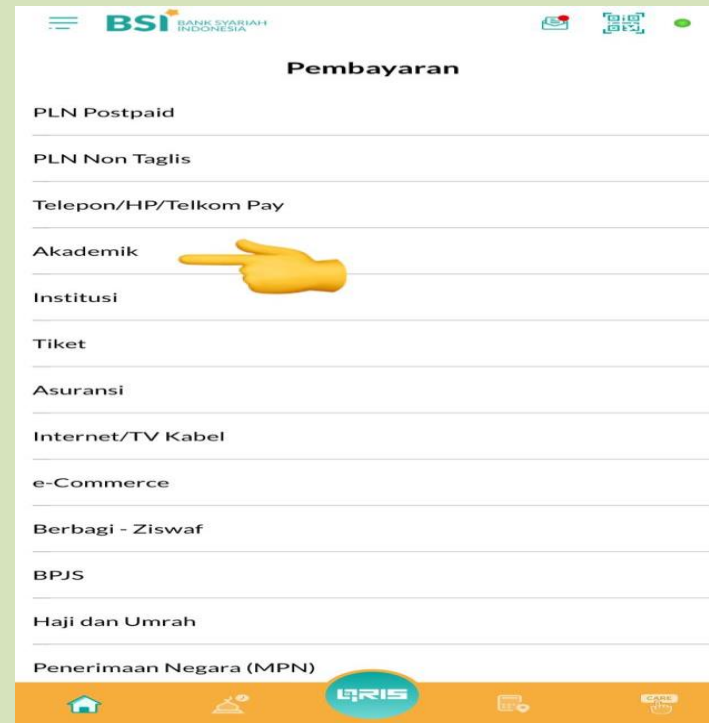 BSI BANK SYARIAH
INDONESIA
Pembayaran
PLN Postpaid
PLN Non Taglis
Telepon/HP/Telkom Pay
Akademik
Institusi
Tiket
Asuransi
Internet/TV Kabel
e-Commerce
Berbagi - Ziswaf
BPJS
Haji dan Umrah
Penerimaan Negara (MPN)
QRIS
CARE